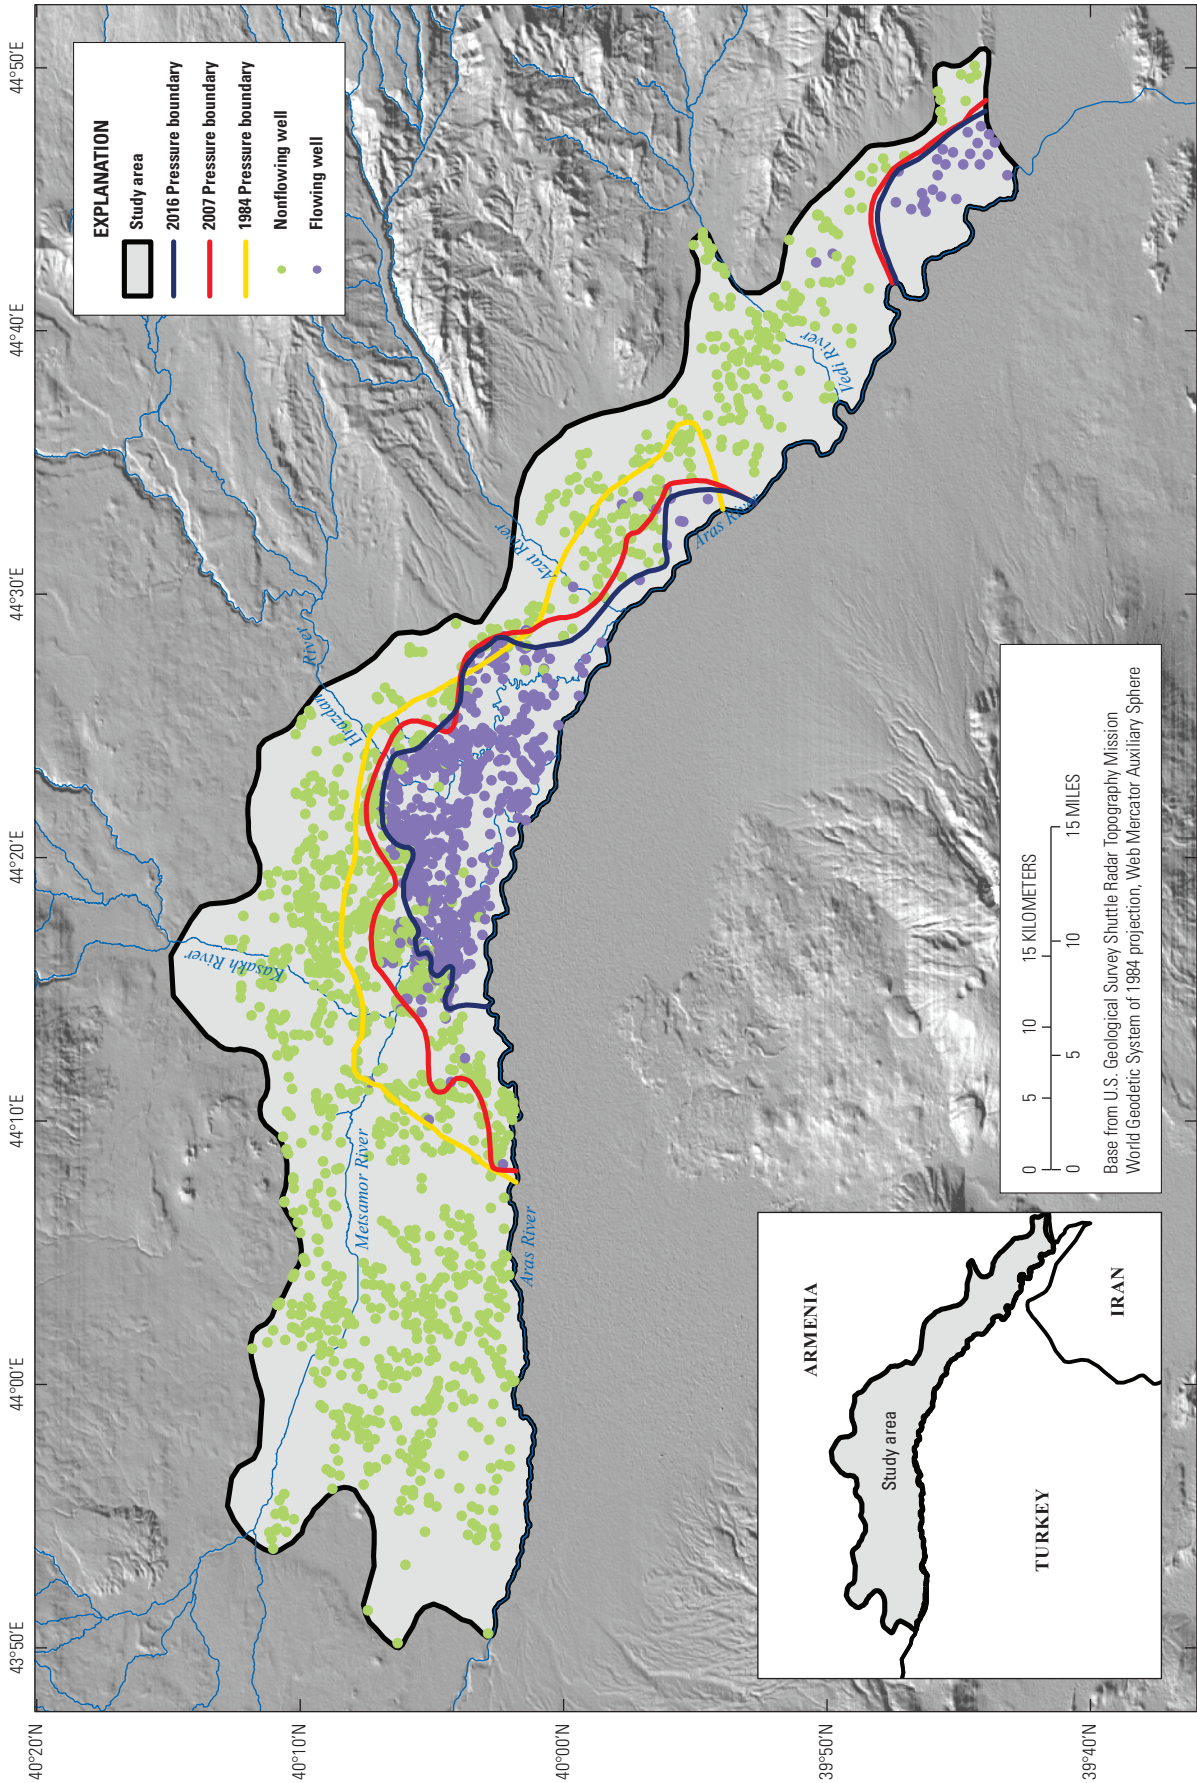 44°50'E
44°40'E
44°30'E
44°20'E
44°10'E
44°00'E
43°50'E
40°20'N
40°10'N
40°00'N
39°50'N
39°40'N
EXPLANATION
Study area
2016 Pressure boundary
2007 Pressure boundary
1984 Pressure boundary
Nonflowing well
Flowing well
Metsamor River
Kasakh River
Hrazdan
River
Azat River
Vedi River
Aras River
Aras River
ARMENIA
Study area
TURKEY
IRAN
0 5 10 15 KILOMETERS
0 5 10 15 MILES
Base from U.S. Geological Survey Shuttle Radar Topography Mission
World Geodetic System of 1984 projection, Web Mercator Auxiliary Sphere